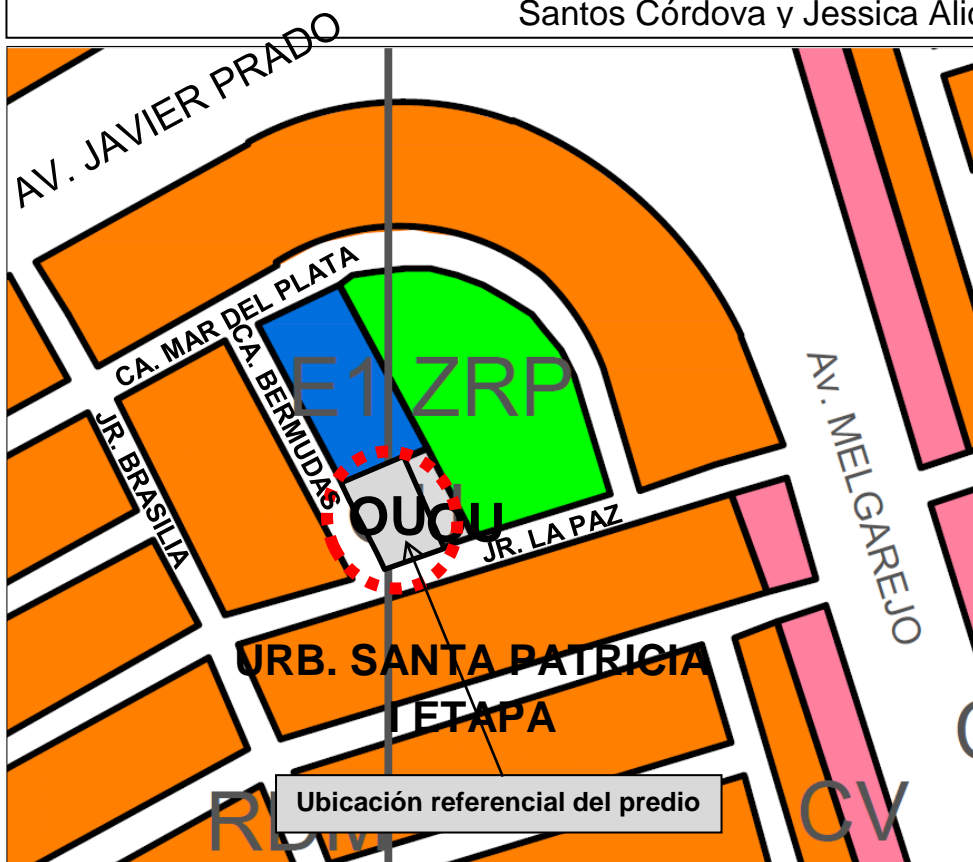 Santos Córdova y Jessica Alic
AV. JAVIER PRADO
CA. MAR DEL PLATA
CA. BERMUDAS
E1
ZRP
JR. BRASILIA
AV. MELGAREJO
OU
OU
JR. LA PAZ
URB. SANTA PATRICIA
I ETAPA
Ubicación referencial del predio
RDM
CV